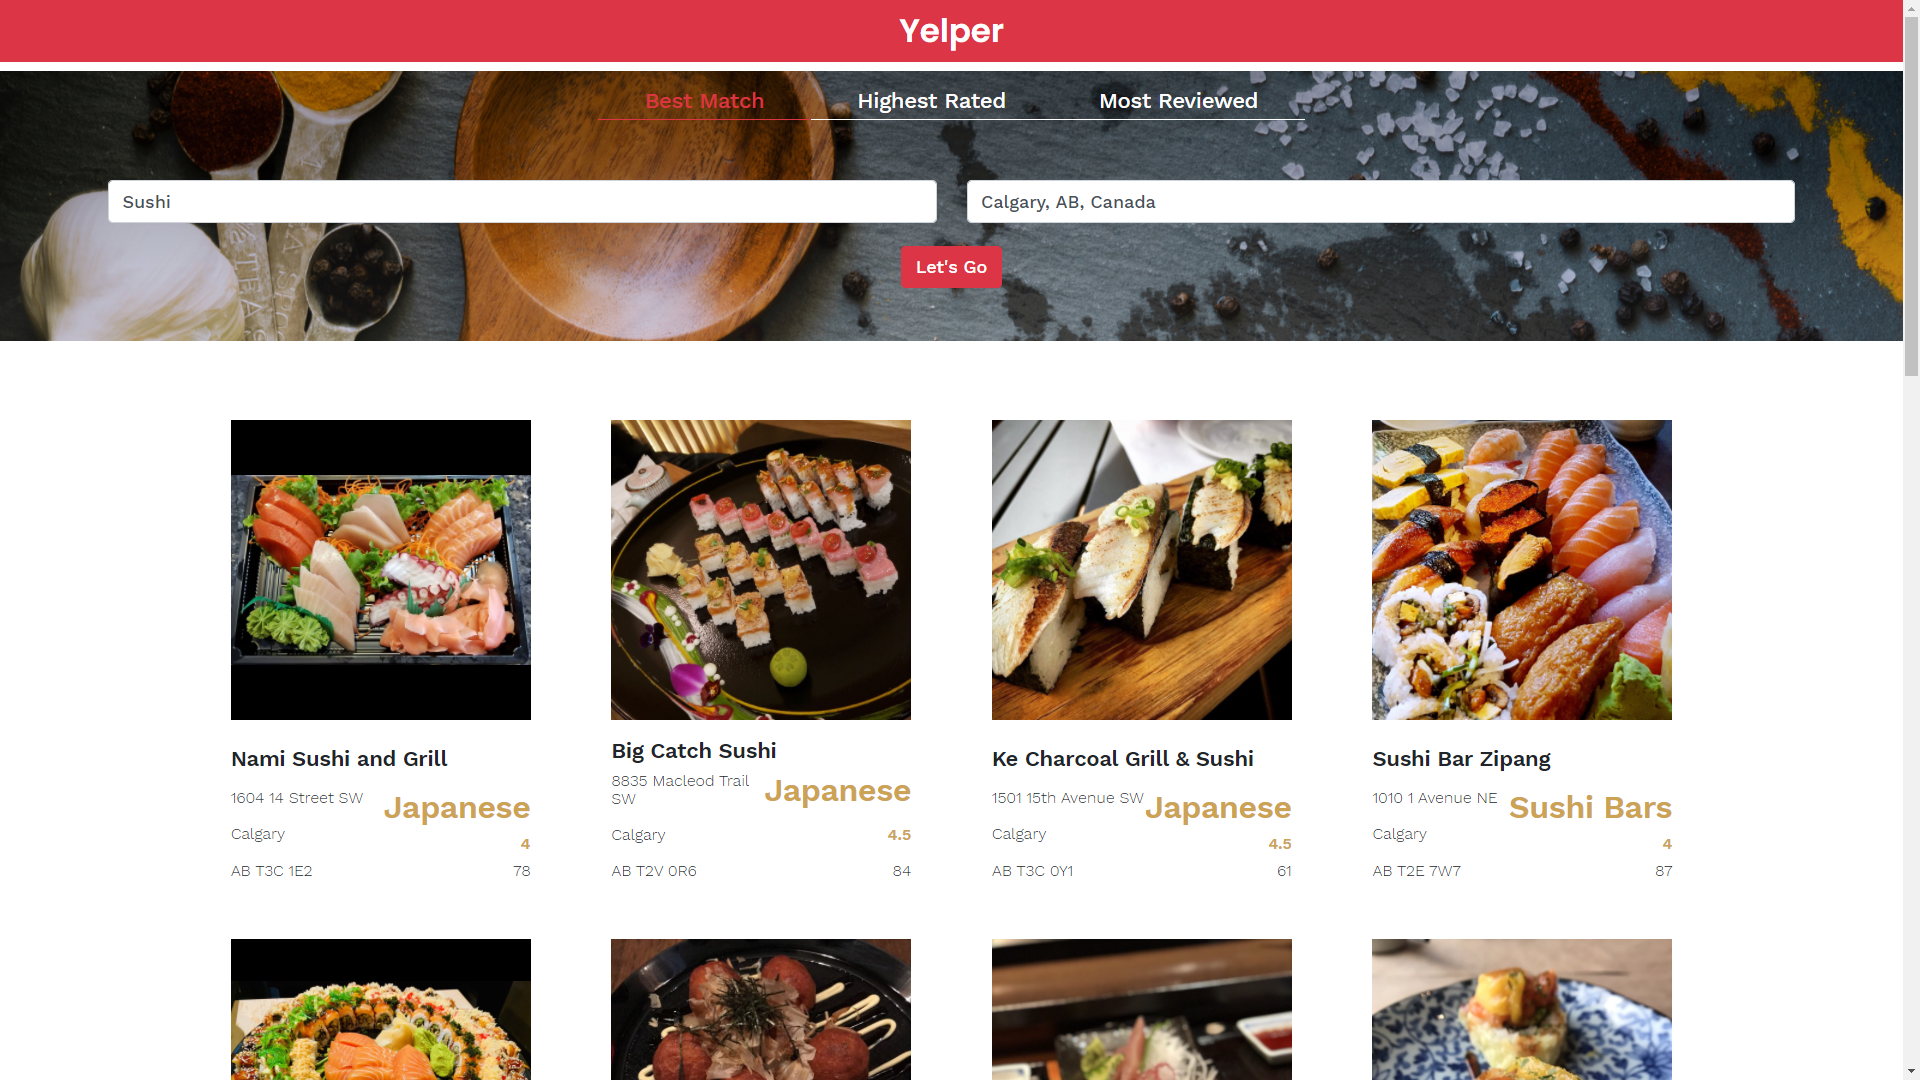 Yelper
Best Match
Highest Rated
Most Reviewed
Sushi
Calgary, AB, Canada
Let's Go
Nami Sushi and Grill
1604 14 Street SW
Japanese
Calgary
4
AB T3C 1E2
78
Big Catch Sushi
8835 Macleod Trail
SW
Japanese
Calgary
4.5
AB T2V 0R6
84
Ke Charcoal Grill & Sushi
1501 15th Avenue SW
Japanese
Calgary
4.5
AB T3C 0Y1
61
Sushi Bar Zipang
1010 1 Avenue NE
Sushi Bars
Calgary
4
AB T2E 7W7
87